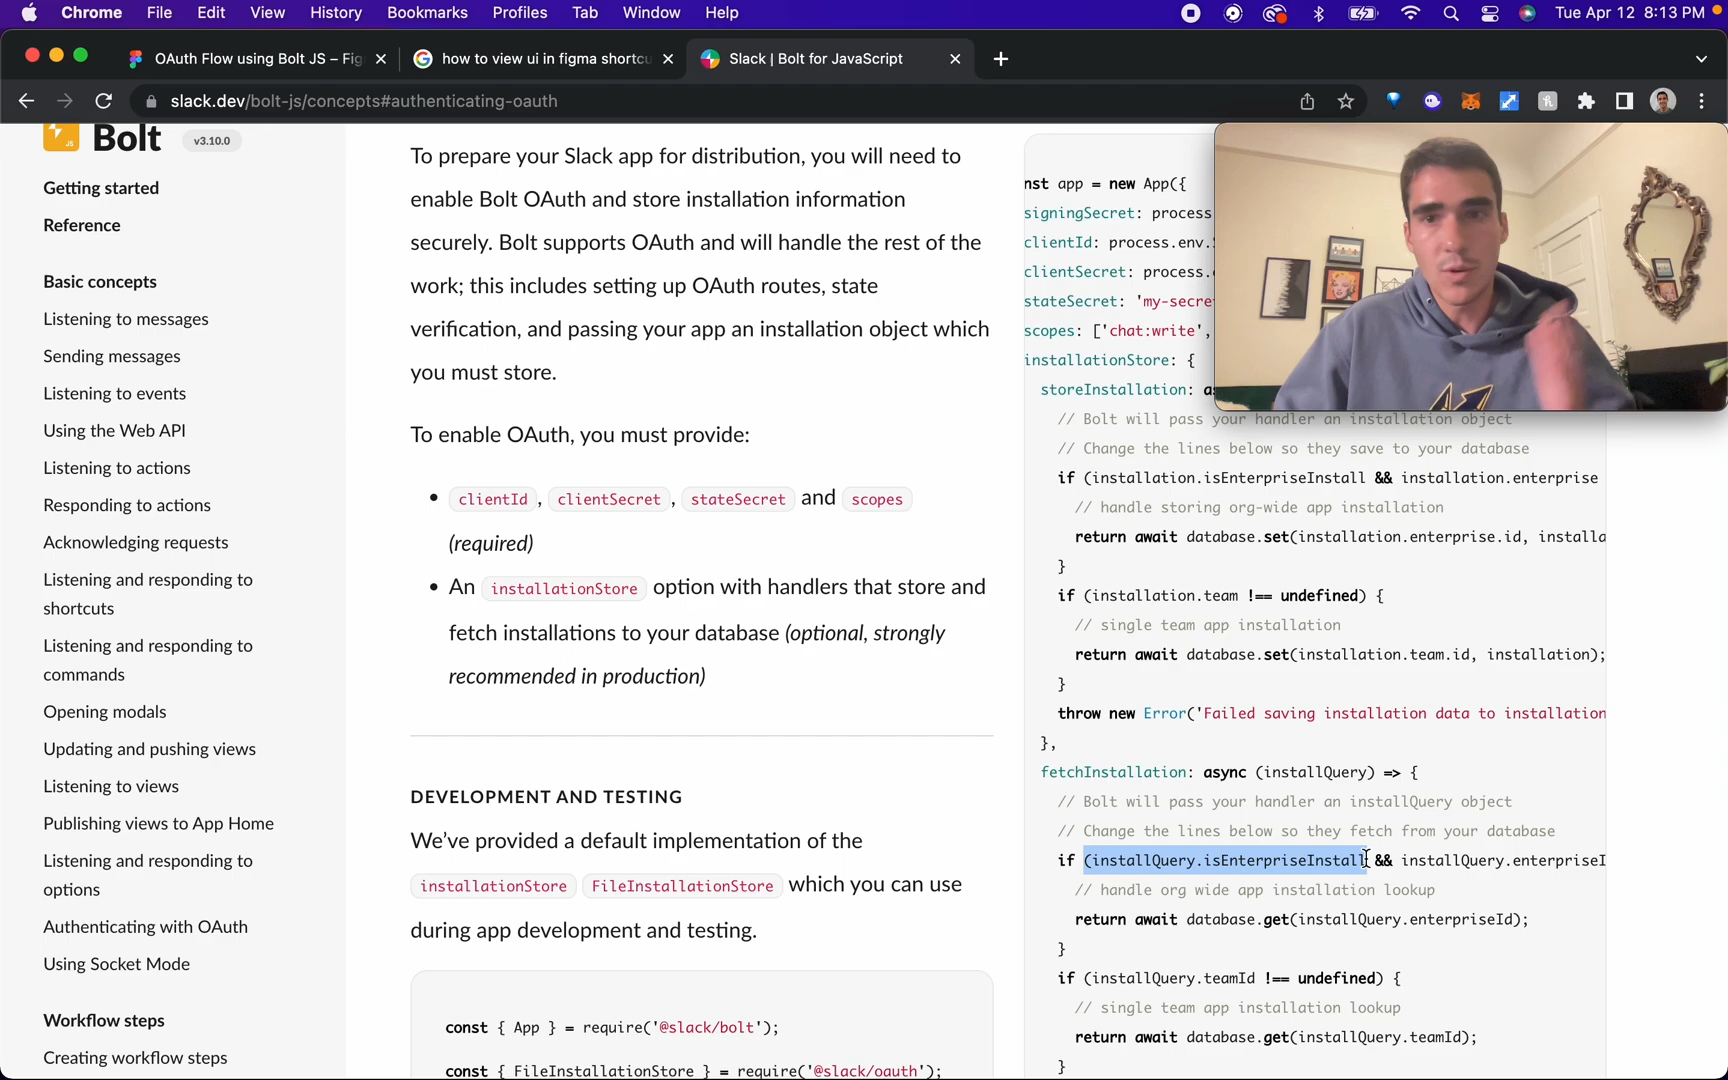 Chrome File Edit View History Bookmarks Profiles Tab Window Help Tue Apr 12 8:13 PM
OAuth Flow using Bolt JS – Fig how to view ui in figma shortcu Slack | Bolt for JavaScript
slack.dev/bolt-js/concepts#authenticating-oauth
Bolt v3.10.0
Getting started
Reference
Basic concepts
Listening to messages
Sending messages
Listening to events
Using the Web API
Listening to actions
Responding to actions
Acknowledging requests
Listening and responding to
shortcuts
Listening and responding to
commands
Opening modals
Updating and pushing views
Listening to views
Publishing views to App Home
Listening and responding to
options
Authenticating with OAuth
Using Socket Mode
Workflow steps
Creating workflow steps
To prepare your Slack app for distribution, you will need to
enable Bolt OAuth and store installation information
securely. Bolt supports OAuth and will handle the rest of the
work; this includes setting up OAuth routes, state
verification, and passing your app an installation object which
you must store.
To enable OAuth, you must provide:
• clientId, clientSecret, stateSecret and scopes
(required)
• An installationStore option with handlers that store and
fetch installations to your database (optional, strongly
recommended in production)
DEVELOPMENT AND TESTING
We've provided a default implementation of the
installationStore FileInstallationStore which you can use
during app development and testing.
const { App } = require('@slack/bolt');
const { FileInstallationStore } = require('@slack/oauth');
nst app = new App({
signingSecret: process
clientId: process.env.
clientSecret: process.
stateSecret: 'my-secre
scopes: ['chat:write',
installationStore: {
storeInstallation: a
// Bolt will pass your handler an installation object
// Change the lines below so they save to your database
if (installation.isEnterpriseInstall && installation.enterprise
// handle storing org-wide app installation
return await database.set(installation.enterprise.id, installa
}
if (installation.team !== undefined) {
// single team app installation
return await database.set(installation.team.id, installation);
}
throw new Error('Failed saving installation data to installation
},
fetchInstallation: async (installQuery) => {
// Bolt will pass your handler an installQuery object
// Change the lines below so they fetch from your database
if (installQuery.isEnterpriseInstall && installQuery.enterpriseI
// handle org wide app installation lookup
return await database.get(installQuery.enterpriseId);
}
if (installQuery.teamId !== undefined) {
// single team app installation lookup
return await database.get(installQuery.teamId);
}